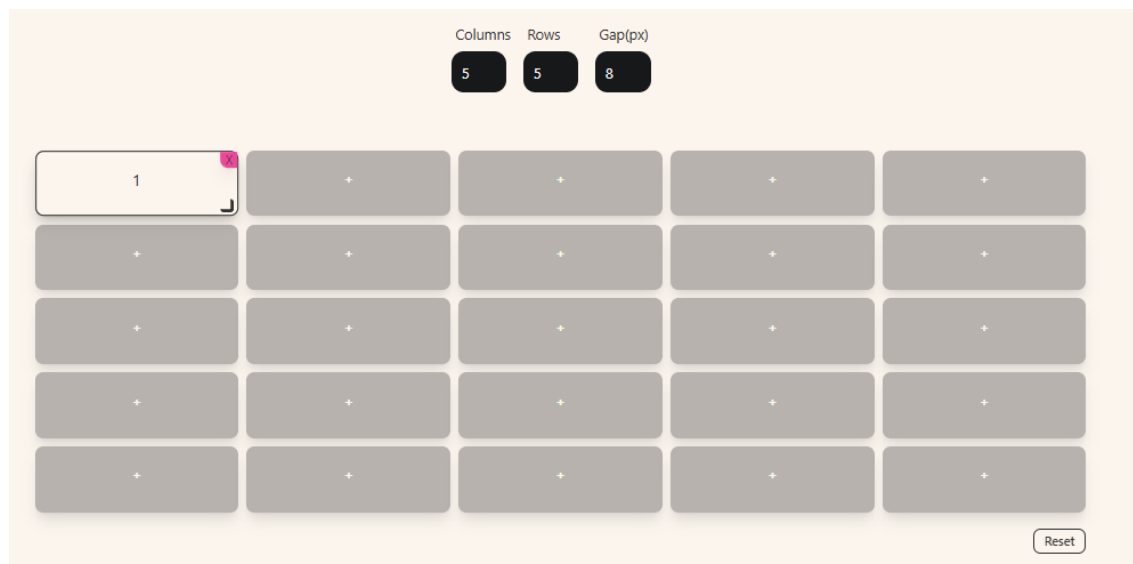 Columns Rows Gap(px)
5 5 8
1 X + + + +
+ + + + +
+ + + + +
+ + + + +
+ + + + +
Reset